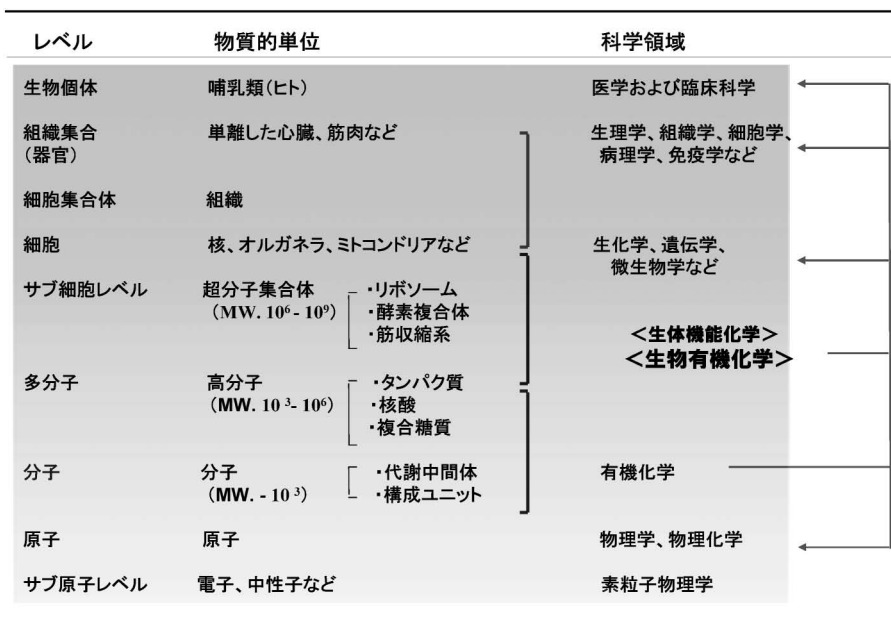 レベル 物質的単位 科学領域
生物個体 哺乳類(ヒト) 医学および臨床科学
組織集合 単離した心臓、筋肉など 生理学、組織学、細胞学、
(器官) 病理学、免疫学など
細胞集合体 組織
細胞 核、オルガネラ、ミトコンドリアなど 生化学、遺伝学、
微生物学など
サブ細胞レベル 超分子集合体 ・リボソーム
(MW. 10⁶ - 10⁹) ・酵素複合体
・筋収縮系
<生体機能化学>
<生物有機化学>
多分子 高分子 ・タンパク質
(MW. 10 ³- 10⁶) ・核酸
・複合糖質
分子 分子 ・代謝中間体 有機化学
(MW. - 10 ³) ・構成ユニット
原子 原子 物理学、物理化学
サブ原子レベル 電子、中性子など 素粒子物理学